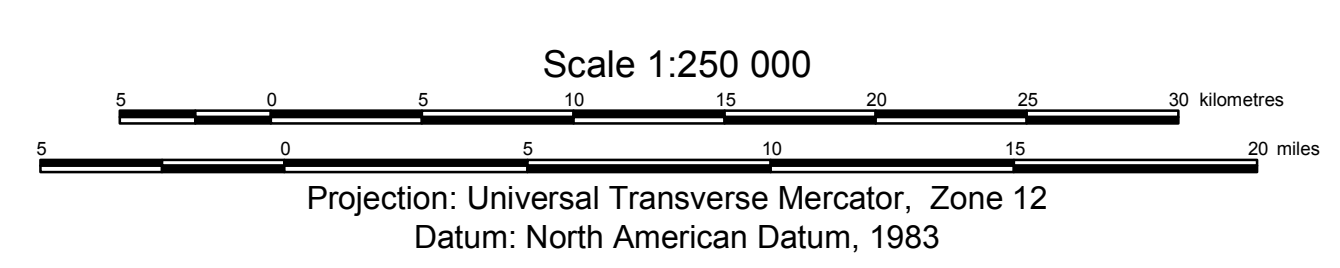 Scale 1:250 000
5 0 5 10 15 20 25 30 kilometres
5 0 5 10 15 20 miles
Projection: Universal Transverse Mercator, Zone 12
Datum: North American Datum, 1983